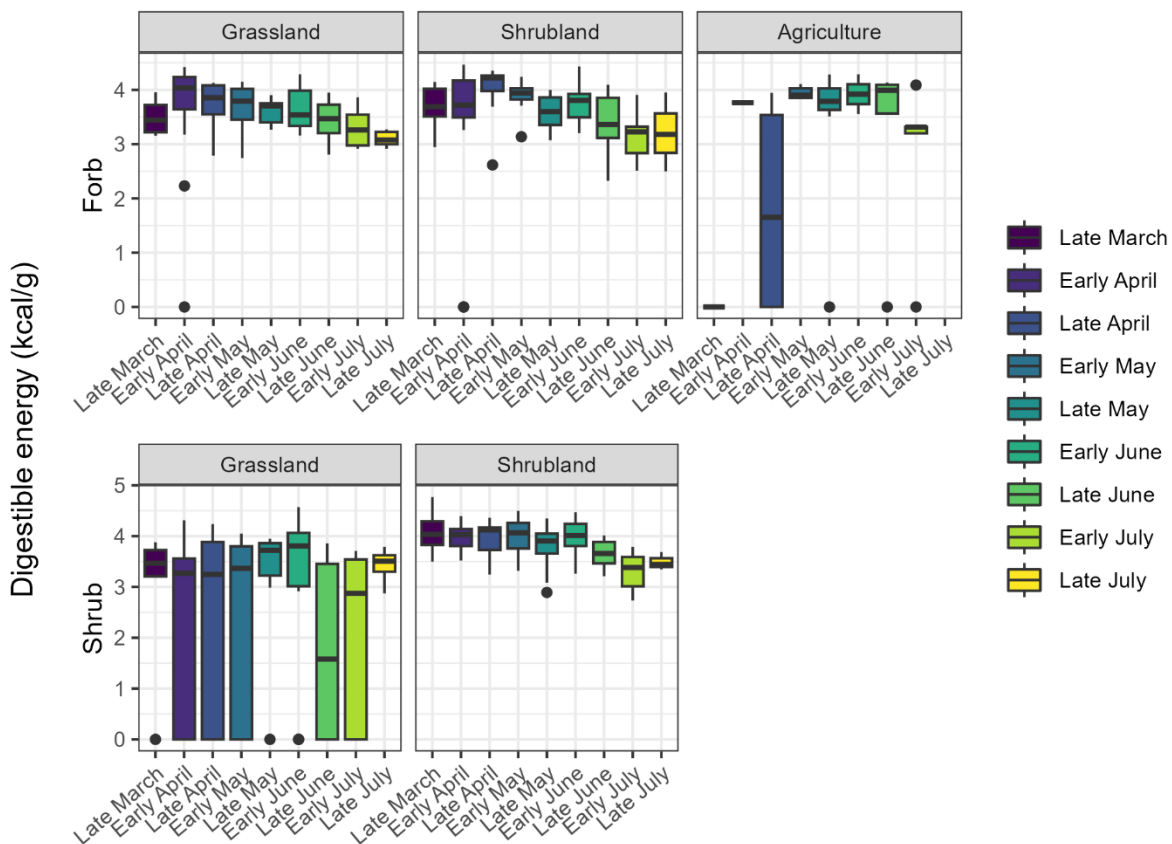 Grassland
Shrubland
Agriculture
4
3
2
1
0
Forb
Late March
Early April
Late April
Early May
Late May
Early June
Late June
Early July
Late July
Late March
Early April
Late April
Early May
Late May
Early June
Late June
Early July
Late July
Late March
Early April
Late April
Early May
Late May
Early June
Late June
Early July
Late July
Digestible energy (kcal/g)
Grassland
Shrubland
5
4
3
2
1
0
Shrub
Late March
Early April
Late April
Early May
Late May
Early June
Late June
Early July
Late July
Late March
Early April
Late April
Early May
Late May
Early June
Late June
Early July
Late July
Late March
Early April
Late April
Early May
Late May
Early June
Late June
Early July
Late July